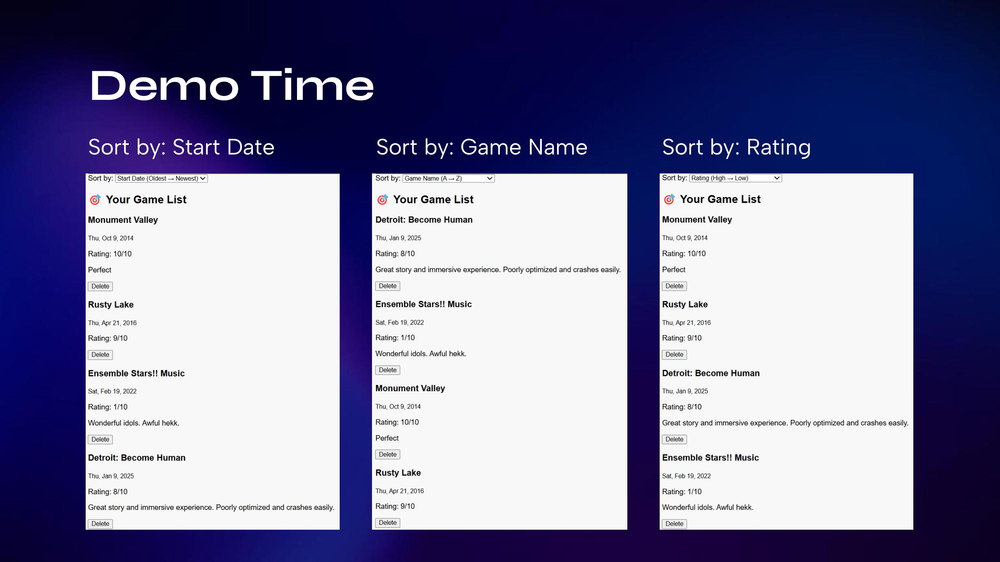 Demo Time
Sort by: Start Date
Sort by: Start Date (Oldest → Newest)
🎯 Your Game List
Monument Valley
Thu, Oct 9, 2014
Rating: 10/10
Perfect
Delete
Rusty Lake
Thu, Apr 21, 2016
Rating: 9/10
Delete
Ensemble Stars!! Music
Sat, Feb 19, 2022
Rating: 1/10
Wonderful idols. Awful hekk.
Delete
Detroit: Become Human
Thu, Jan 9, 2025
Rating: 8/10
Great story and immersive experience. Poorly optimized and crashes easily.
Delete
Sort by: Game Name
Sort by: Game Name (A → Z)
🎯 Your Game List
Detroit: Become Human
Thu, Jan 9, 2025
Rating: 8/10
Great story and immersive experience. Poorly optimized and crashes easily.
Delete
Ensemble Stars!! Music
Sat, Feb 19, 2022
Rating: 1/10
Wonderful idols. Awful hekk.
Delete
Monument Valley
Thu, Oct 9, 2014
Rating: 10/10
Perfect
Delete
Rusty Lake
Thu, Apr 21, 2016
Rating: 9/10
Delete
Sort by: Rating
Sort by: Rating (High → Low)
🎯 Your Game List
Monument Valley
Thu, Oct 9, 2014
Rating: 10/10
Perfect
Delete
Rusty Lake
Thu, Apr 21, 2016
Rating: 9/10
Delete
Detroit: Become Human
Thu, Jan 9, 2025
Rating: 8/10
Great story and immersive experience. Poorly optimized and crashes easily.
Delete
Ensemble Stars!! Music
Sat, Feb 19, 2022
Rating: 1/10
Wonderful idols. Awful hekk.
Delete